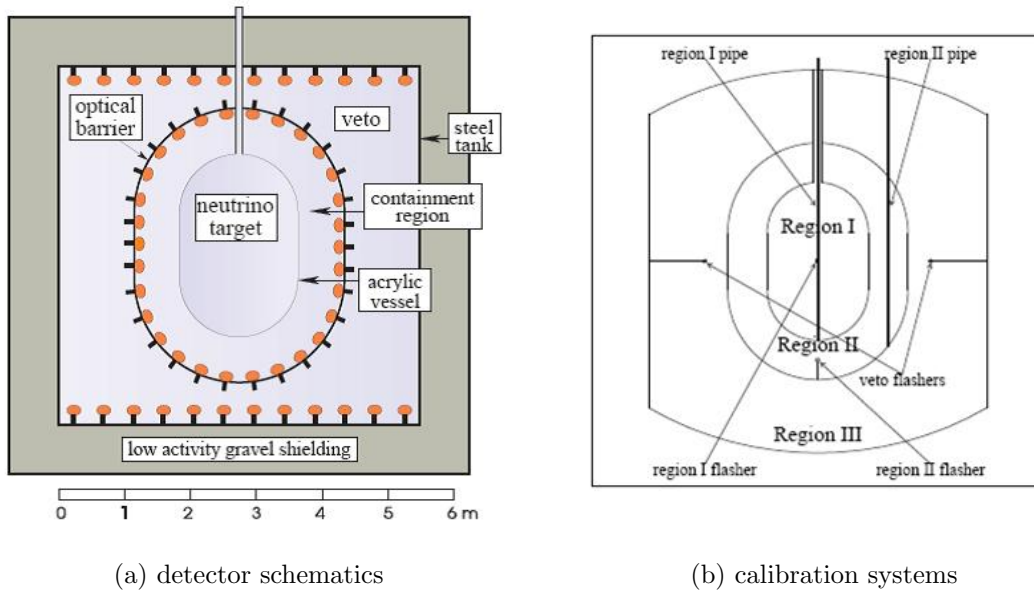 optical
barrier
veto
steel
tank
neutrino
target
containment
region
acrylic
vessel
low activity gravel shielding
0 1 2 3 4 5 6 m
(a) detector schematics
region I pipe
region II pipe
Region I
Region II
veto flashers
Region III
region I flasher
region II flasher
(b) calibration systems